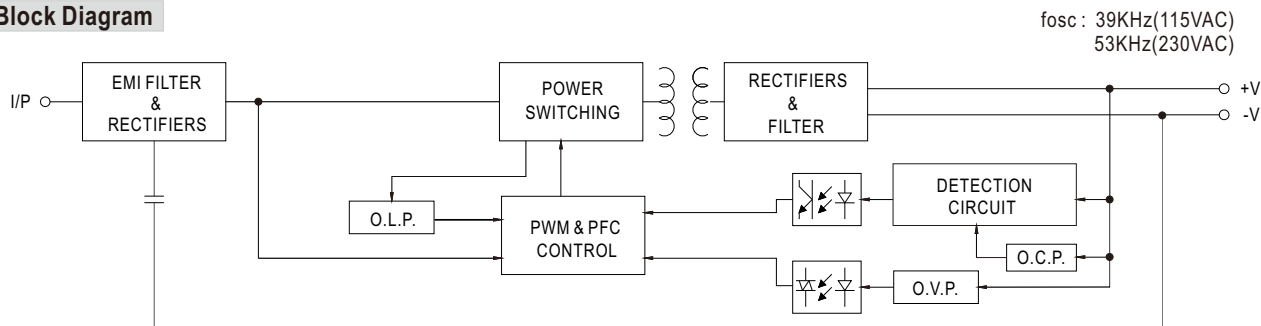 Block Diagram
fosc : 39KHz(115VAC)
53KHz(230VAC)
I/P
EMI FILTER
&
RECTIFIERS
POWER
SWITCHING
RECTIFIERS
&
FILTER
+V
-V
O.L.P.
PWM & PFC
CONTROL
DETECTION
CIRCUIT
O.C.P.
O.V.P.